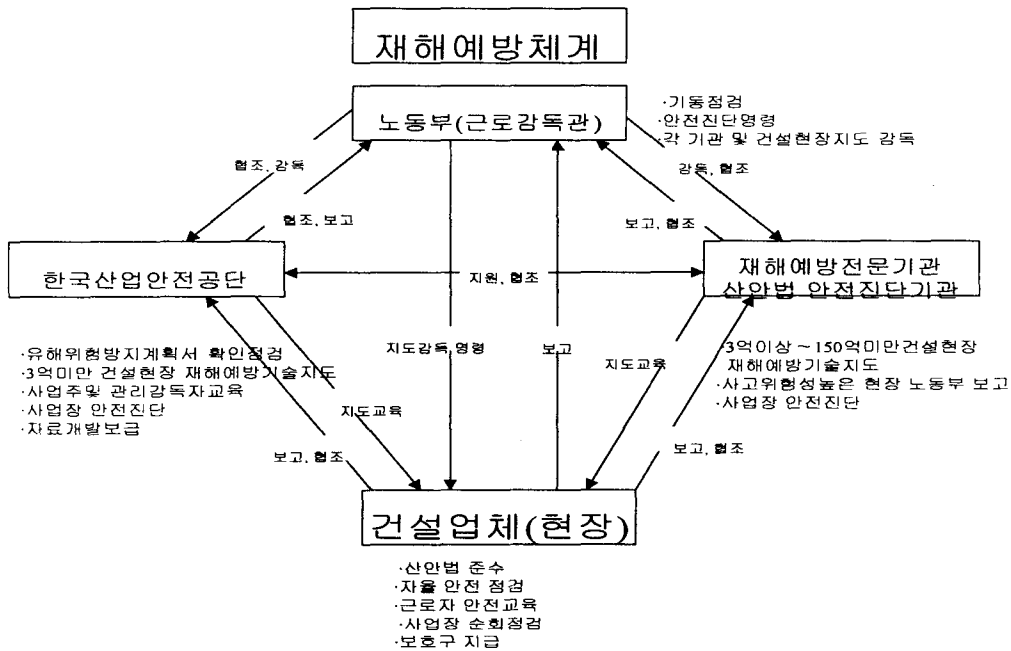 재해예방체계
노동부(근로감독관)
·기동점검
·안전진단명령
·각 기관 및 건설현장지도 감독
협조, 감독
감독, 협조
협조, 보고
보고, 협조
한국산업안전공단
지원, 협조
재해예방전문기관
산안법 안전진단기관
·유해위험방지계획서 확인점검
·3억미만 건설현장 재해예방기술지도
·사업주및 관리감독자교육
·사업장 안전진단
·자료개발보급
지도감독, 명령
보고
지도교육
지도교육
·3억이상 ~ 150억미만건설현장
재해예방기술지도
·사고위험성높은 현장 노동부 보고
·사업장 안전진단
보고, 협조
보고, 협조
건설업체(현장)
·산안법 준수
·자율 안전 점검
·근로자 안전교육
·사업장 순회점검
·보호구 지급